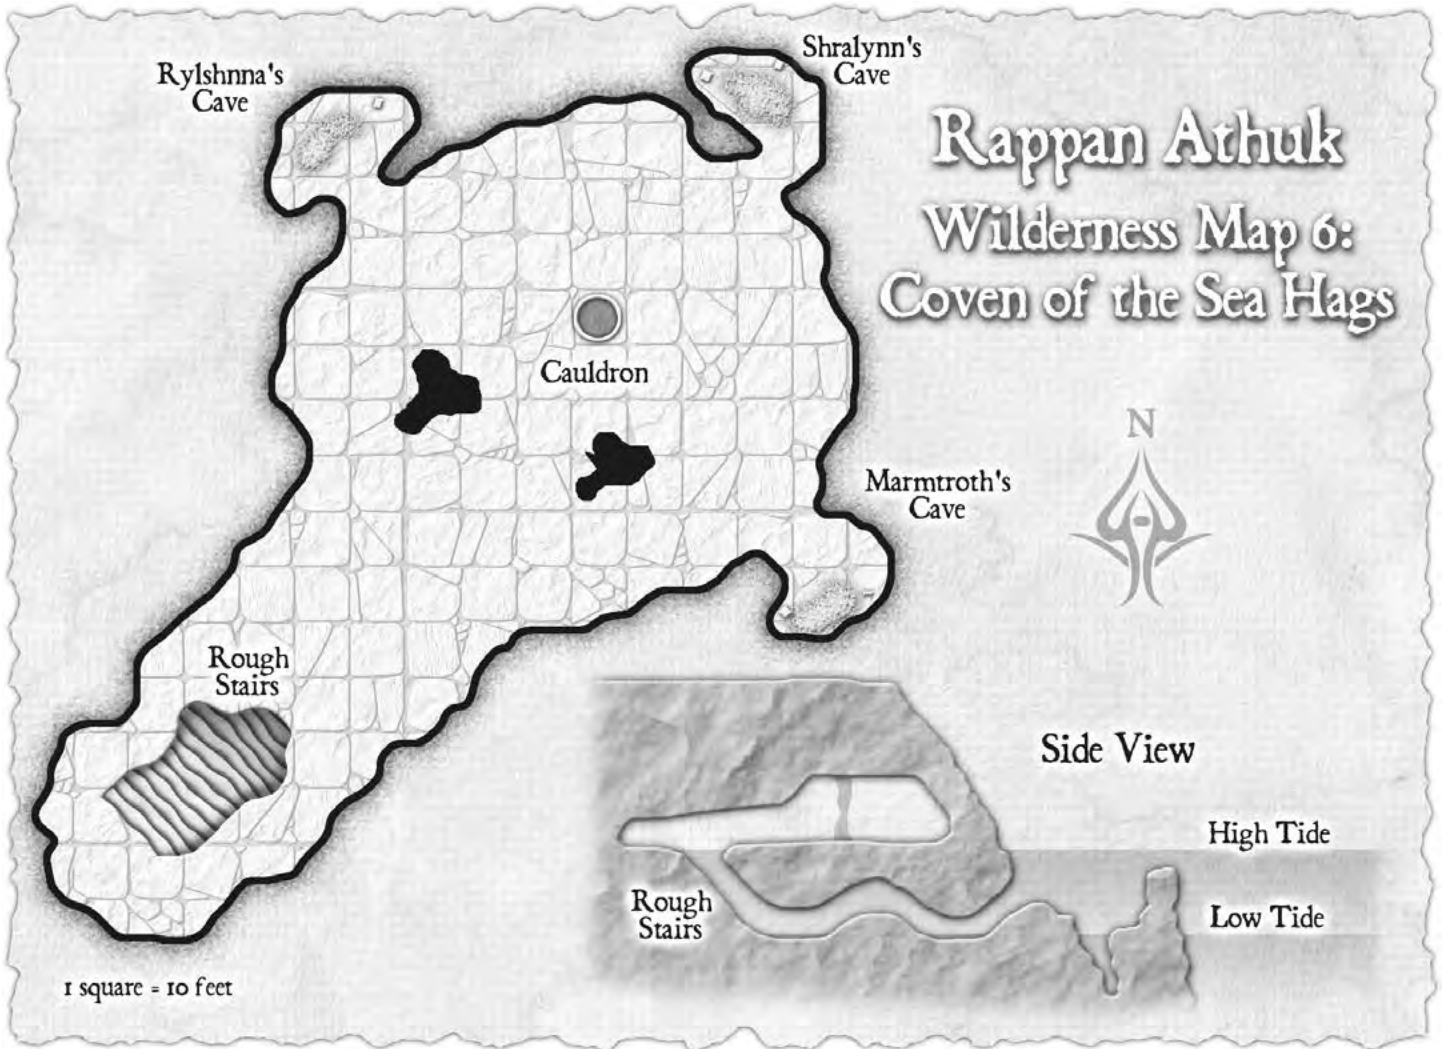 Rylshnna's
Cave
Shralynn's
Cave
Rappan Athuk
Wilderness Map 6:
Coven of the Sea Hags
Cauldron
N
Marmtroth's
Cave
Rough
Stairs
Side View
High Tide
Rough
Stairs
Low Tide
1 square = 10 feet